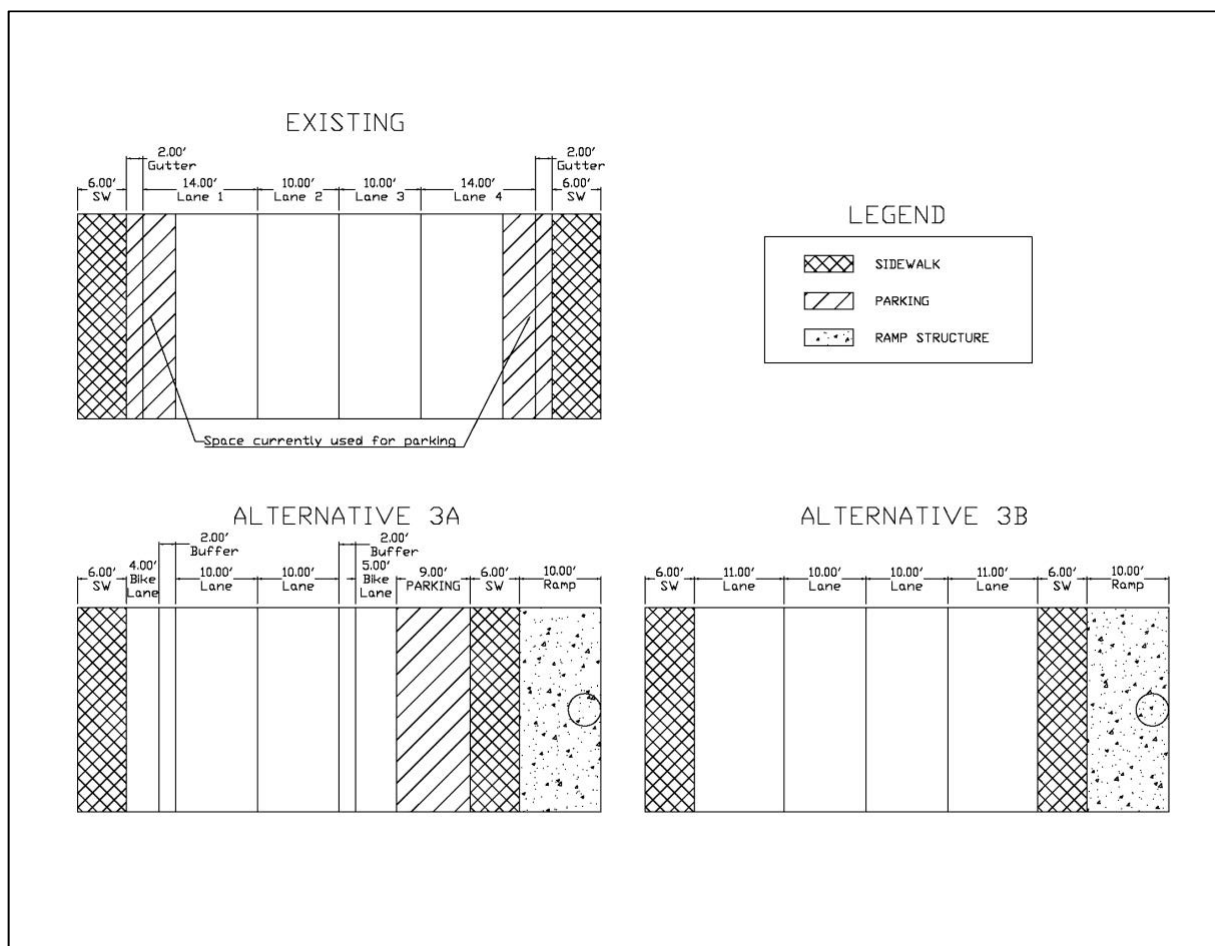 EXISTING
2.00'
Gutter
2.00'
Gutter
6.00'
SW
14.00'
Lane 1
10.00'
Lane 2
10.00'
Lane 3
14.00'
Lane 4
6.00'
SW
Space currently used for parking
LEGEND
SIDEWALK
PARKING
RAMP STRUCTURE
ALTERNATIVE 3A
2.00'
Buffer
2.00'
Buffer
6.00'
SW
4.00'
Bike
Lane
10.00'
Lane
10.00'
Lane
5.00'
Bike
Lane
9.00'
PARKING
6.00'
SW
10.00'
Ramp
ALTERNATIVE 3B
6.00'
SW
11.00'
Lane
10.00'
Lane
10.00'
Lane
11.00'
Lane
6.00'
SW
10.00'
Ramp